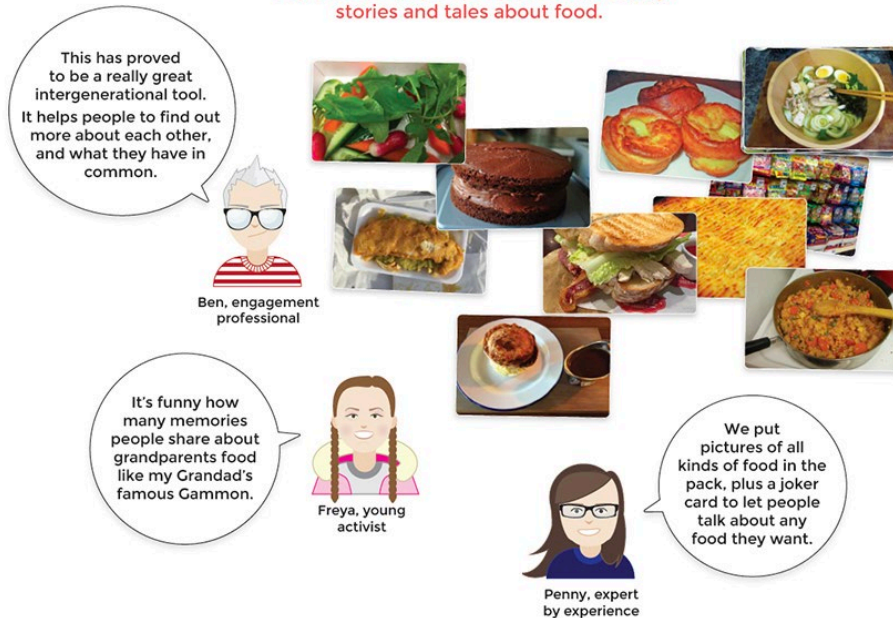 stories and tales about food.
This has proved
to be a really great
intergenerational tool.
It helps people to find out
more about each other,
and what they have in
common.
Ben, engagement
professional
It's funny how
many memories
people share about
grandparents food
like my Grandad's
famous Gammon.
Freya, young
activist
We put
pictures of all
kinds of food in the
pack, plus a joker
card to let people
talk about any
food they want.
Penny, expert
by experience